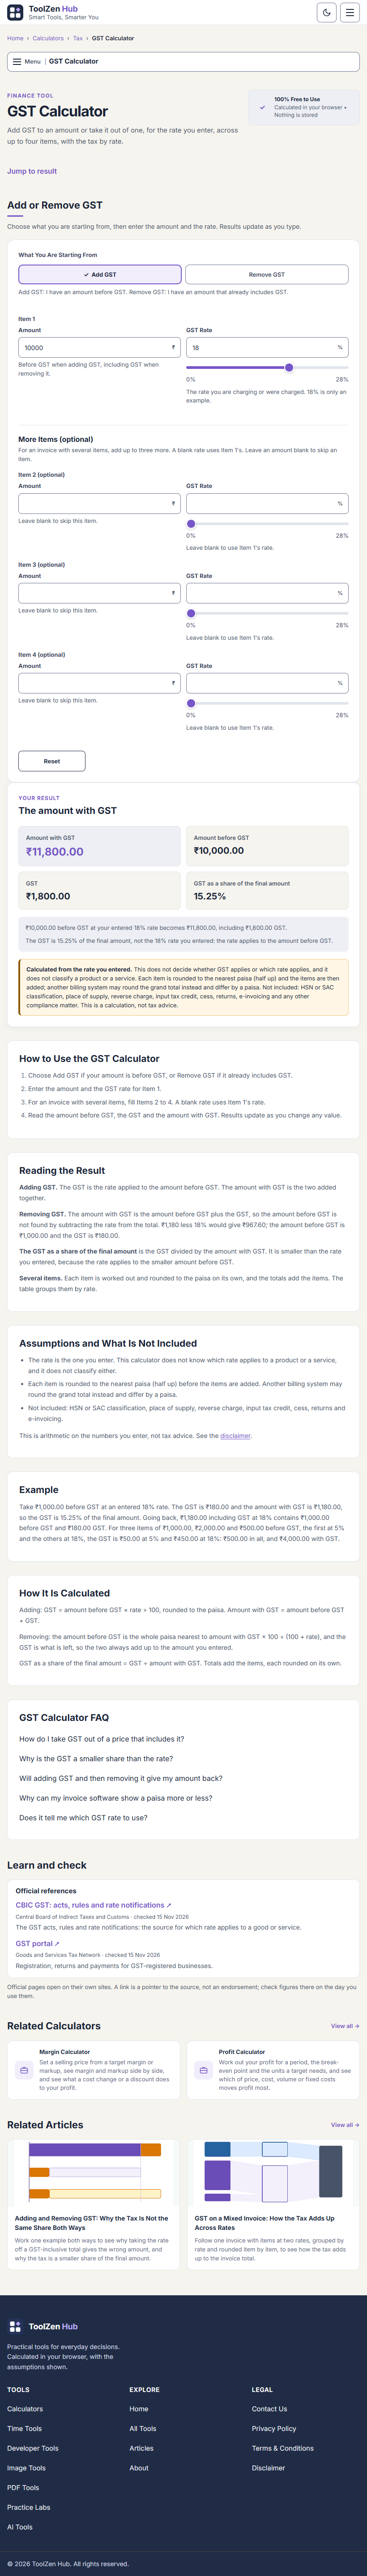 ToolZen Hub
Smart Tools, Smarter You
Home › Calculators › Tax › GST Calculator
Menu | GST Calculator
FINANCE TOOL
GST Calculator
Add GST to an amount or take it out of one, for the rate you enter, across
up to four items, with the tax by rate.
✓
100% Free to Use
Calculated in your browser •
Nothing is stored
Jump to result
Add or Remove GST
Choose what you are starting from, then enter the amount and the rate. Results update as you type.
What You Are Starting From
✓ Add GST
Remove GST
Add GST: I have an amount before GST. Remove GST: I have an amount that already includes GST.
Item 1
Amount
GST Rate
10000 ₹
18 %
Before GST when adding GST, including GST when
removing it.
0% 28%
The rate you are charging or were charged. 18% is only an
example.
More Items (optional)
For an invoice with several items, add up to three more. A blank rate uses Item 1's. Leave an amount blank to skip an
item.
Item 2 (optional)
Amount
GST Rate
₹
%
Leave blank to skip this item.
0% 28%
Leave blank to use Item 1's rate.
Item 3 (optional)
Amount
GST Rate
₹
%
Leave blank to skip this item.
0% 28%
Leave blank to use Item 1's rate.
Item 4 (optional)
Amount
GST Rate
₹
%
Leave blank to skip this item.
0% 28%
Leave blank to use Item 1's rate.
Reset
YOUR RESULT
The amount with GST
Amount with GST
₹11,800.00
Amount before GST
₹10,000.00
GST
₹1,800.00
GST as a share of the final amount
15.25%
₹10,000.00 before GST at your entered 18% rate becomes ₹11,800.00, including ₹1,800.00 GST.
The GST is 15.25% of the final amount, not the 18% rate you entered: the rate applies to the amount before GST.
Calculated from the rate you entered. This does not decide whether GST applies or which rate applies, and it
does not classify a product or a service. Each item is rounded to the nearest paisa (half up) and the items are then
added; another billing system may round the grand total instead and differ by a paisa. Not included: HSN or SAC
classification, place of supply, reverse charge, input tax credit, cess, returns, e-invoicing and any other
compliance matter. This is a calculation, not tax advice.
How to Use the GST Calculator
1. Choose Add GST if your amount is before GST, or Remove GST if it already includes GST.
2. Enter the amount and the GST rate for Item 1.
3. For an invoice with several items, fill Items 2 to 4. A blank rate uses Item 1's rate.
4. Read the amount before GST, the GST and the amount with GST. Results update as you change any value.
Reading the Result
Adding GST. The GST is the rate applied to the amount before GST. The amount with GST is the two added
together.
Removing GST. The amount with GST is the amount before GST plus the GST, so the amount before GST is
not found by subtracting the rate from the total. ₹1,180 less 18% would give ₹967.60; the amount before GST is
₹1,000.00 and the GST is ₹180.00.
The GST as a share of the final amount is the GST divided by the amount with GST. It is smaller than the rate
you entered, because the rate applies to the smaller amount before GST.
Several items. Each item is worked out and rounded to the paisa on its own, and the totals add the items. The
table groups them by rate.
Assumptions and What Is Not Included
• The rate is the one you enter. This calculator does not know which rate applies to a product or a service,
and it does not classify either.
• Each item is rounded to the nearest paisa (half up) before the items are added. Another billing system may
round the grand total instead and differ by a paisa.
• Not included: HSN or SAC classification, place of supply, reverse charge, input tax credit, cess, returns and
e-invoicing.
This is arithmetic on the numbers you enter, not tax advice. See the disclaimer.
Example
Take ₹1,000.00 before GST at an entered 18% rate. The GST is ₹180.00 and the amount with GST is ₹1,180.00,
so the GST is 15.25% of the final amount. Going back, ₹1,180.00 including GST at 18% contains ₹1,000.00
before GST and ₹180.00 GST. For three items of ₹1,000.00, ₹2,000.00 and ₹500.00 before GST, the first at 5%
and the others at 18%, the GST is ₹50.00 at 5% and ₹450.00 at 18%: ₹500.00 in all, and ₹4,000.00 with GST.
How It Is Calculated
Adding: GST = amount before GST × rate ÷ 100, rounded to the paisa. Amount with GST = amount before GST
+ GST.
Removing: the amount before GST is the whole paisa nearest to amount with GST × 100 ÷ (100 + rate), and the
GST is what is left, so the two always add up to the amount you entered.
GST as a share of the final amount = GST ÷ amount with GST. Totals add the items, each rounded on its own.
GST Calculator FAQ
How do I take GST out of a price that includes it?
Why is the GST a smaller share than the rate?
Will adding GST and then removing it give my amount back?
Why can my invoice software show a paisa more or less?
Does it tell me which GST rate to use?
Learn and check
Official references
CBIC GST: acts, rules and rate notifications ↗
Central Board of Indirect Taxes and Customs · checked 15 Nov 2026
The GST acts, rules and rate notifications: the source for which rate applies to a good or service.
GST portal ↗
Goods and Services Tax Network · checked 15 Nov 2026
Registration, returns and payments for GST-registered businesses.
Official pages open on their own sites. A link is a pointer to the source, not an endorsement; check figures there on the day you
use them.
Related Calculators
View all →
Margin Calculator
Set a selling price from a target margin or
markup, see margin and markup side by side,
and see what a cost change or a discount does
to your profit.
Profit Calculator
Work out your profit for a period, the break-
even point and the units a target needs, and see
which of price, cost, volume or fixed costs
moves profit most.
Related Articles
View all →
Adding and Removing GST: Why the Tax Is Not the
Same Share Both Ways
Work one example both ways to see why taking the rate
off a GST-inclusive total gives the wrong amount, and
why the tax is a smaller share of the final amount.
GST on a Mixed Invoice: How the Tax Adds Up
Across Rates
Follow one invoice with items at two rates, grouped by
rate and rounded item by item, to see how the tax adds
up to the invoice total.
ToolZen Hub
Practical tools for everyday decisions.
Calculated in your browser, with the
assumptions shown.
TOOLS
Calculators
Time Tools
Developer Tools
Image Tools
PDF Tools
Practice Labs
AI Tools
EXPLORE
Home
All Tools
Articles
About
LEGAL
Contact Us
Privacy Policy
Terms & Conditions
Disclaimer
© 2026 ToolZen Hub. All rights reserved.